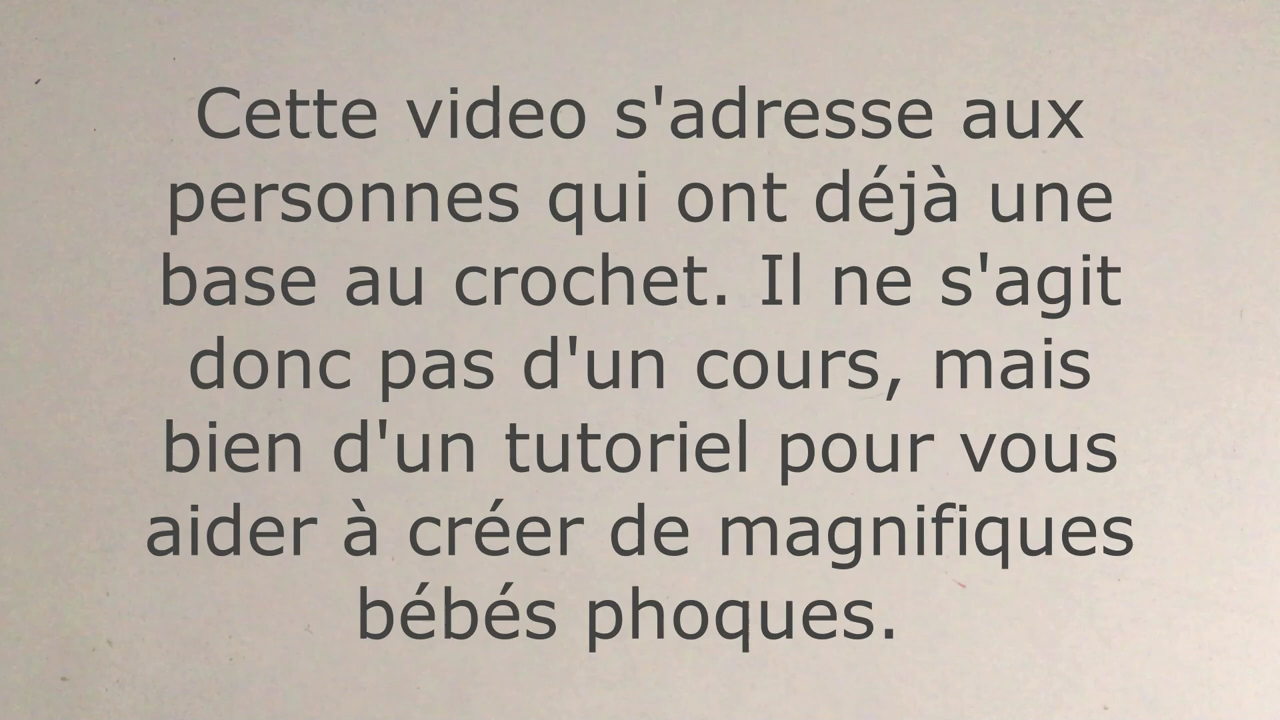 Cette video s'adresse aux
personnes qui ont déjà une
base au crochet. Il ne s'agit
donc pas d'un cours, mais
bien d'un tutoriel pour vous
aider à créer de magnifiques
bébés phoques.